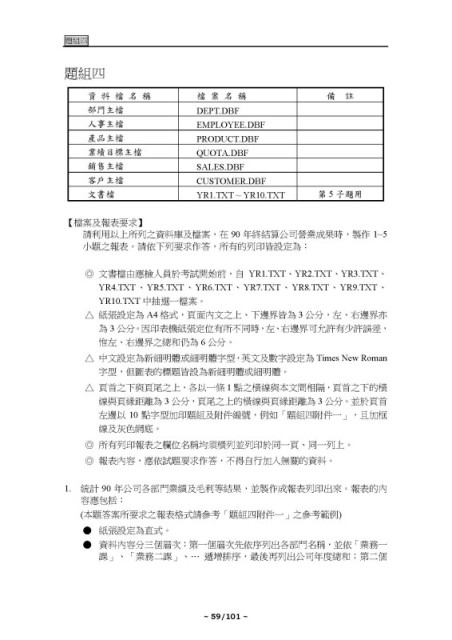 題組四
題組四
資 料 檔 名 稱 檔 案 名 稱 備 註
部門主檔 DEPT.DBF
人事主檔 EMPLOYEE.DBF
產品主檔 PRODUCT.DBF
業績目標主檔 QUOTA.DBF
銷售主檔 SALES.DBF
客戶主檔 CUSTOMER.DBF
文書檔 YR1.TXT ~ YR10.TXT 第 5 子題用
【檔案及報表要求】
請利用以上所列之資料庫及檔案，在 90 年終結算公司營業成果時，製作 1~5
小題之報表。請依下列要求作答，所有的列印皆設定為：
◎ 文書檔由應檢人員於考試開始前，自 YR1.TXT、YR2.TXT、YR3.TXT、
YR4.TXT、YR5.TXT、YR6.TXT、YR7.TXT、YR8.TXT、YR9.TXT、
YR10.TXT 中抽選一檔案。
△ 紙張設定為 A4 格式，頁面內文之上、下邊界皆為 3 公分，左、右邊界亦
為 3 公分。因印表機紙張定位有所不同時，左、右邊界可允許有少許誤差，
惟左、右邊界之總和仍為 6 公分。
△ 中文設定為新細明體或細明體字型，英文及數字設定為 Times New Roman
字型，但圖表的標題皆設為新細明體或細明體。
△ 頁首之下與頁尾之上，各以一條 1 點之橫線與本文間相隔，頁首之下的橫
線與頁緣距離為 3 公分，頁尾之上的橫線與頁緣距離為 3 公分。並於頁首
左邊以 10 點字型加印題組及附件編號，例如「題組四附件一」，且加框
線及灰色網底。
◎ 所有列印報表之欄位名稱均須橫列並列印於同一頁、同一列上。
◎ 報表內容，應依試題要求作答，不得自行加入無關的資料。
1. 統計 90 年公司各部門業績及毛利等結果，並製作成報表列印出來。報表的內
容應包括：
(本題答案所要求之報表格式請參考「題組四附件一」之參考範例)
● 紙張設定為直式。
● 資料內容分三個層次：第一個層次先依序列出各部門名稱，並依「業務一
課」、「業務二課」、… 遞增排序，最後再列出公司年度總和；第二個
~ 59/101 ~